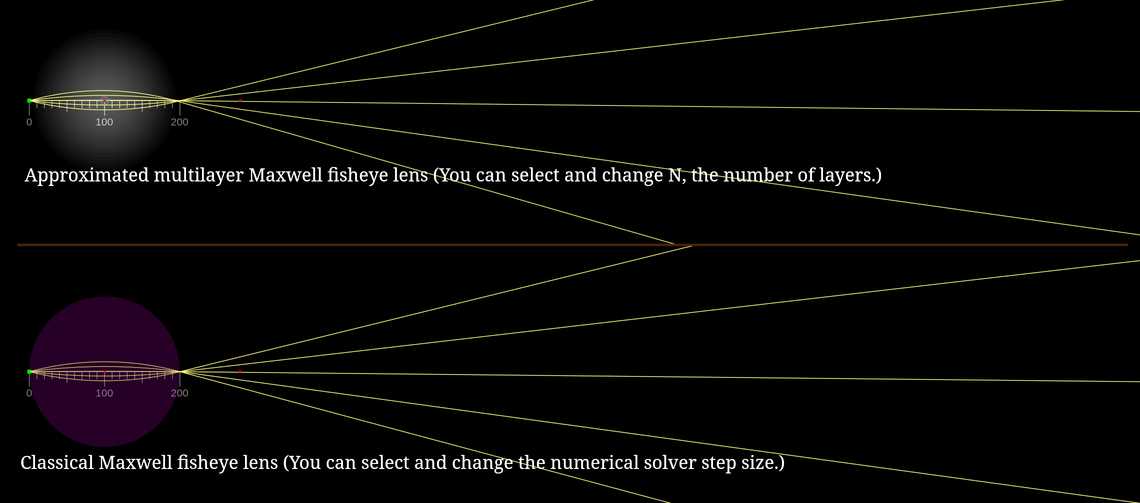 0 100 200
Approximated multilayer Maxwell fisheye lens (You can select and change N, the number of layers.)
0 100 200
Classical Maxwell fisheye lens (You can select and change the numerical solver step size.)